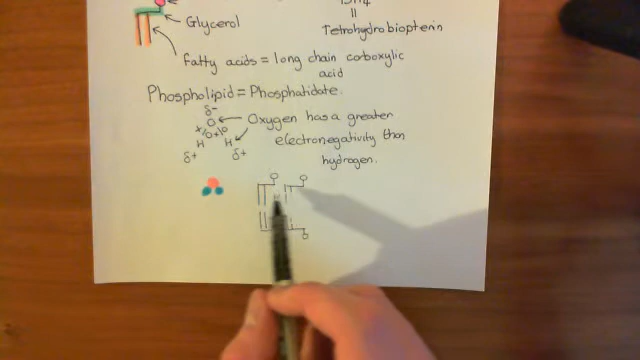 BH4
=
Glycerol
Tetrahydrobiopterin
Fatty acids = long chain carboxylic
acid
Phospholipid = Phosphatidate.
δ-
O
Oxygen has a greater
H H
electronegativity than
δ+ δ+
hydrogen.